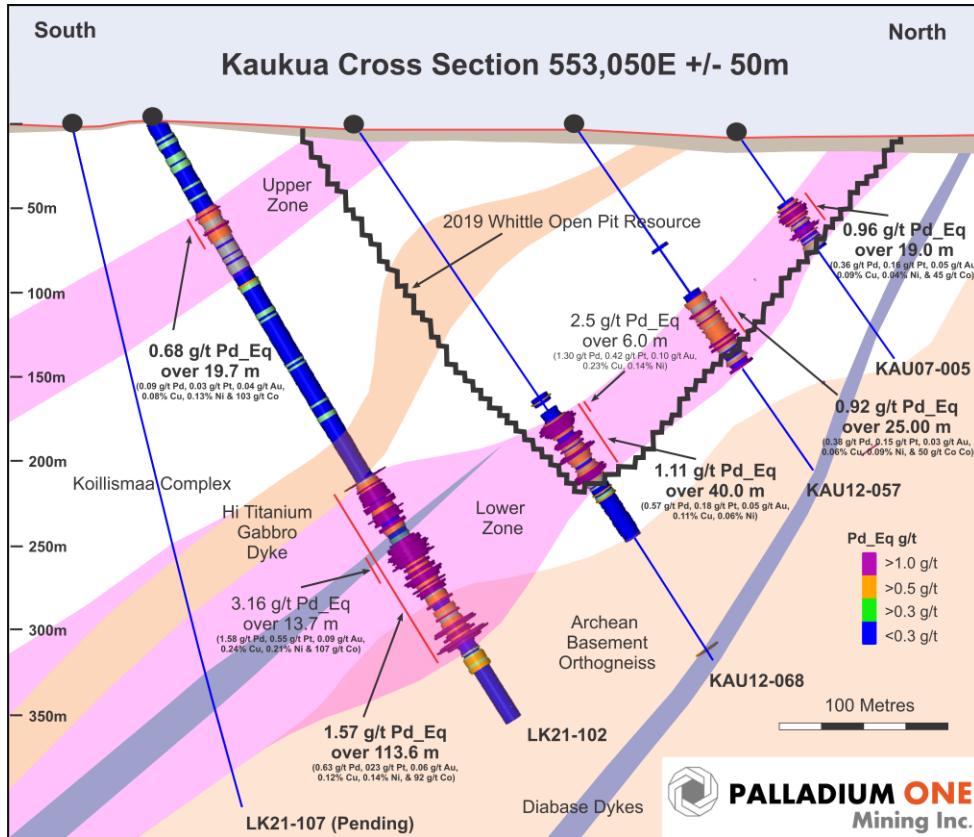 South
North
Kaukua Cross Section 553,050E +/- 50m
Upper
Zone
2019 Whittle Open Pit Resource
50m
100m
150m
200m
250m
300m
350m
0.96 g/t Pd_Eq
over 19.0 m
(0.36 g/t Pd, 0.16 g/t Pt, 0.05 g/t Au,
0.09% Cu, 0.04% Ni, & 45 g/t Co)
2.5 g/t Pd_Eq
over 6.0 m
(1.30 g/t Pd, 0.42 g/t Pt, 0.10 g/t Au,
0.23% Cu, 0.14% Ni)
0.68 g/t Pd_Eq
over 19.7 m
(0.09 g/t Pd, 0.03 g/t Pt, 0.04 g/t Au,
0.08% Cu, 0.13% Ni & 103 g/t Co
KAU07-005
0.92 g/t Pd_Eq
over 25.00 m
(0.38 g/t Pd, 0.15 g/t Pt, 0.03 g/t Au,
0.06% Cu, 0.09% Ni, & 50 g/t Co Co)
1.11 g/t Pd_Eq
over 40.0 m
(0.57 g/t Pd, 0.18 g/t Pt, 0.05 g/t Au,
0.11% Cu, 0.06% Ni)
KAU12-057
Koillismaa Complex
Hi Titanium
Gabbro
Dyke
Lower
Zone
Pd_Eq g/t
>1.0 g/t
>0.5 g/t
>0.3 g/t
<0.3 g/t
3.16 g/t Pd_Eq
over 13.7 m
(1.58 g/t Pd, 0.55 g/t Pt, 0.09 g/t Au,
0.24% Cu, 0.21% Ni & 107 g/t Co)
Archean
Basement
Orthogneiss
KAU12-068
100 Metres
1.57 g/t Pd_Eq
over 113.6 m
(0.63 g/t Pd, 023 g/t Pt, 0.06 g/t Au,
0.12% Cu, 0.14% Ni, & 92 g/t Co)
LK21-102
Diabase Dykes
LK21-107 (Pending)
PALLADIUM ONE
Mining Inc.